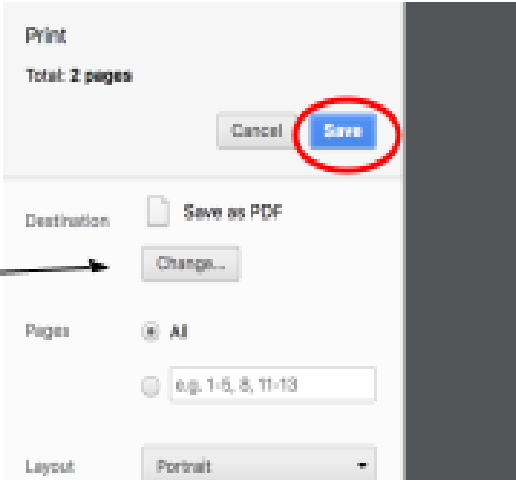 Print
Total: 2 pages
Cancel Save
Destination Save as PDF
Change...
Pages All
e.g. 1-5, 8, 11-13
Layout Portrait